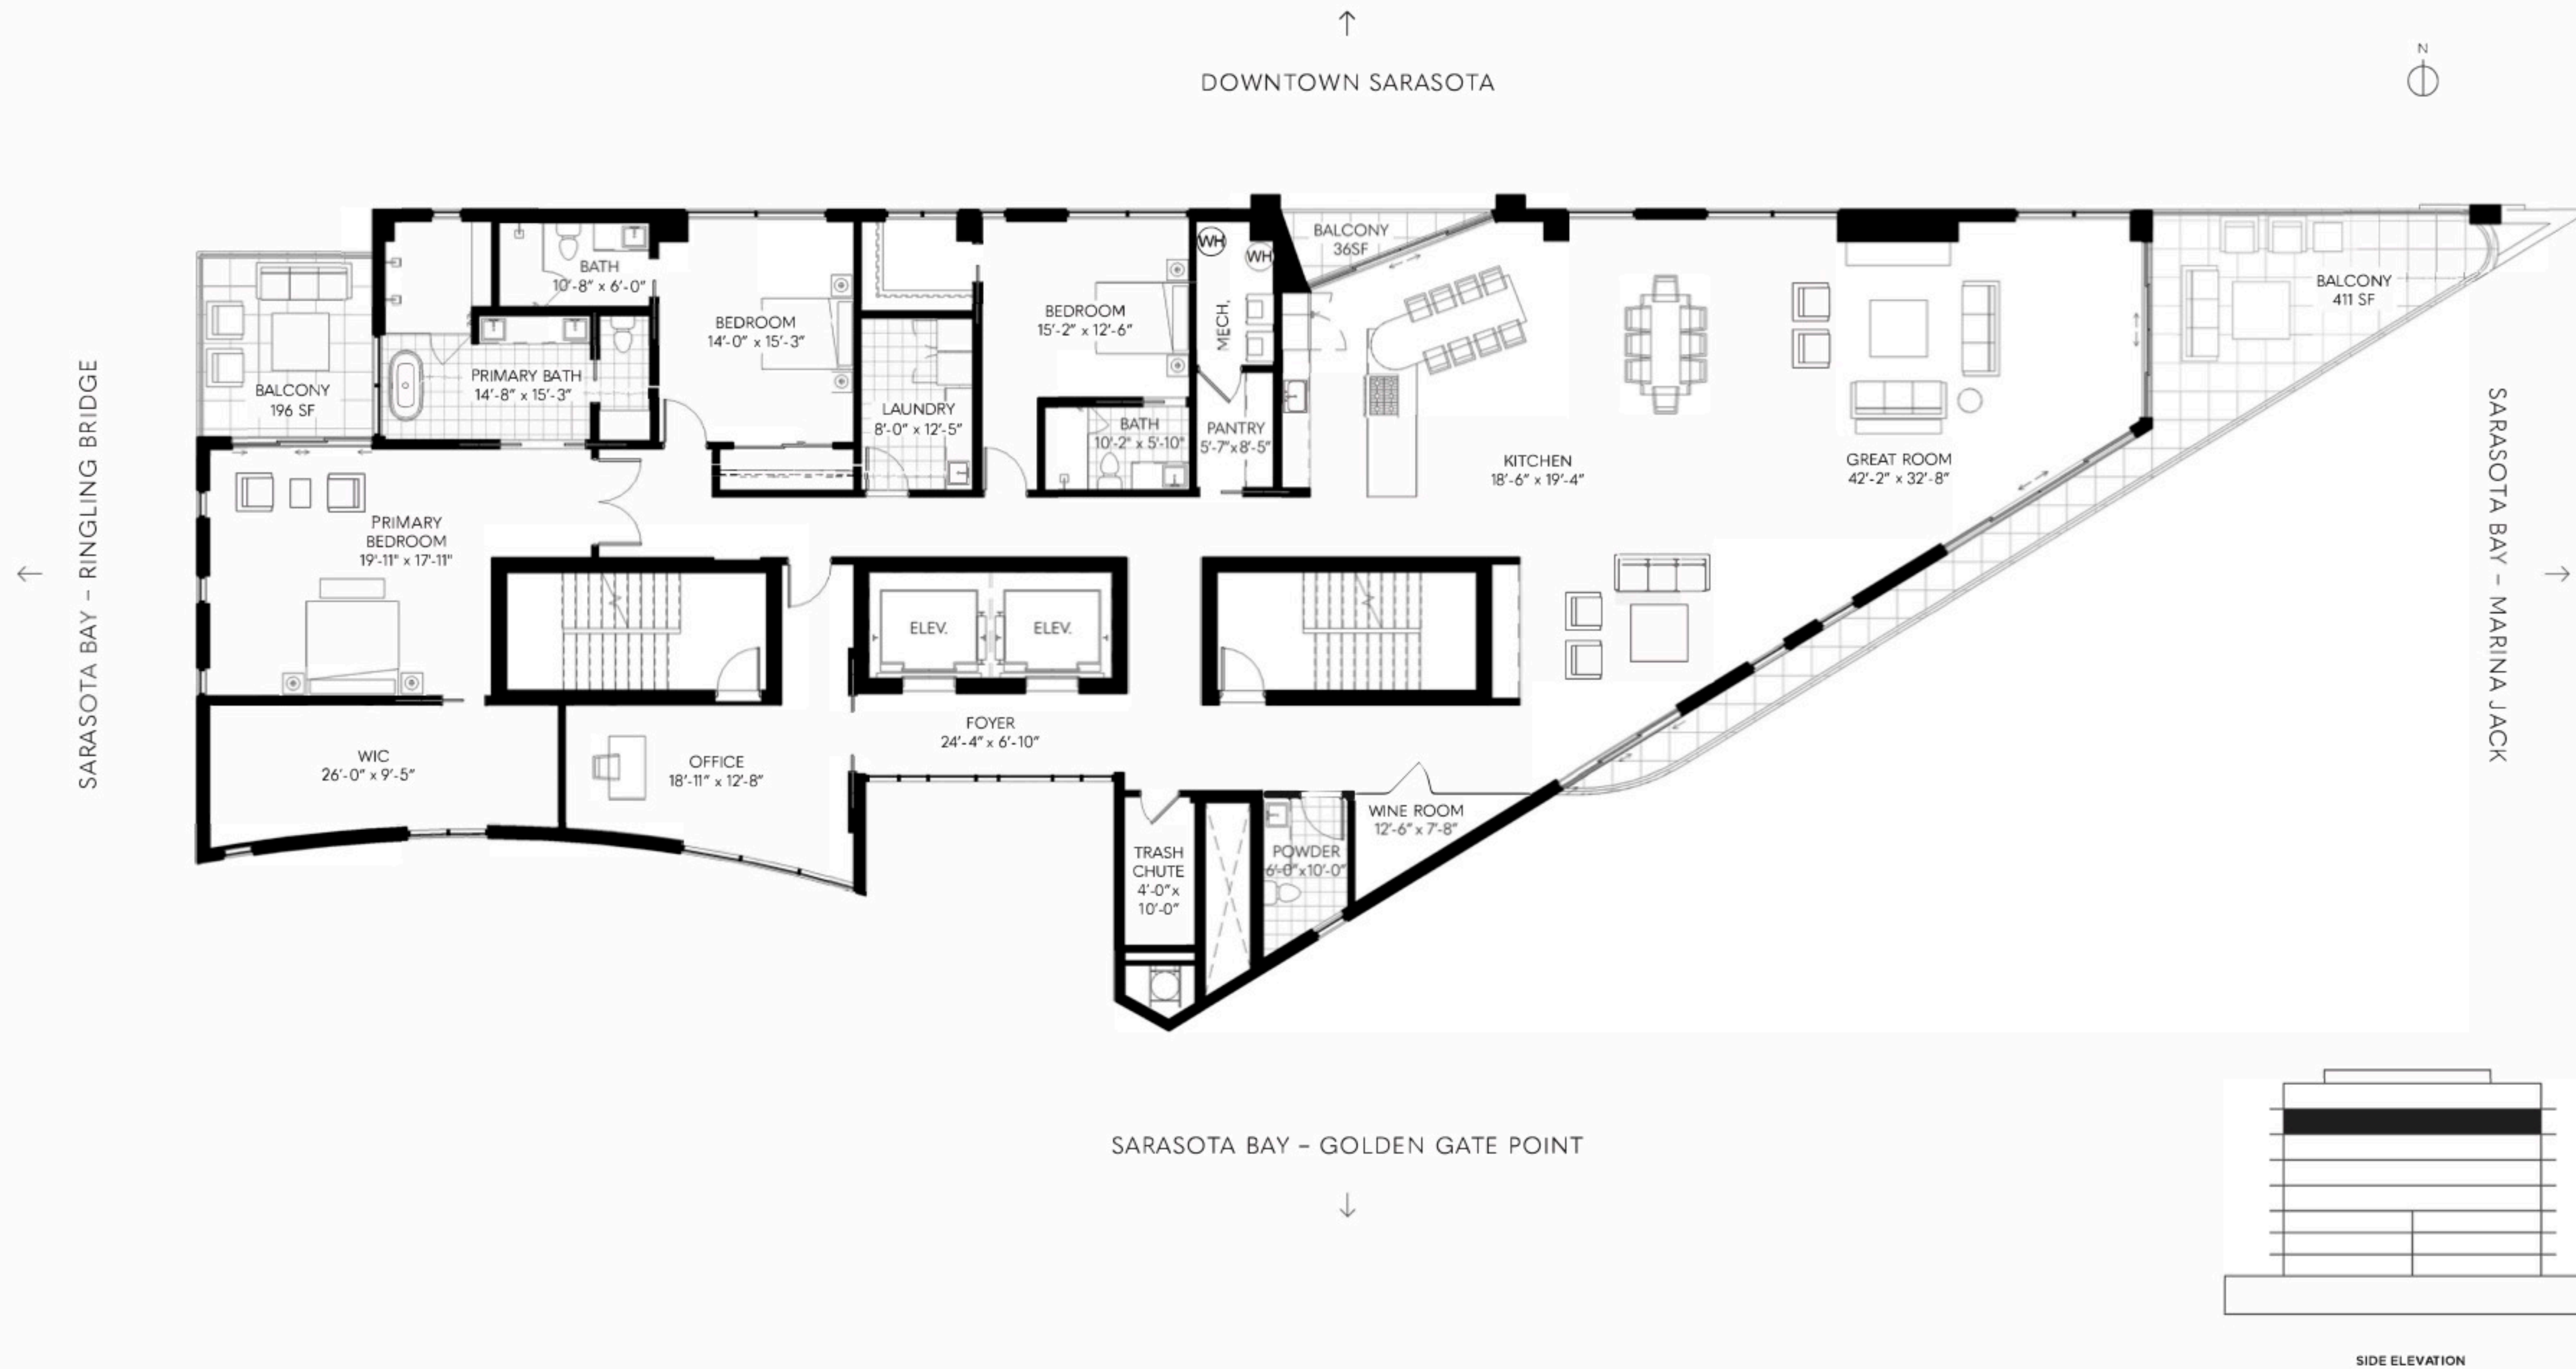 DOWNTOWN SARASOTA
N
SARASOTA BAY – RINGLING BRIDGE
SARASOTA BAY – MARINA JACK
BALCONY
196 SF
BATH
10'-8" x 6'-0"
PRIMARY BATH
14'-8" x 15'-3"
BEDROOM
14'-0" x 15'-3"
LAUNDRY
8'-0" x 12'-5"
BEDROOM
15'-2" x 12'-6"
BATH
10'-2" x 5'-10"
WH
WH
MECH.
PANTRY
5'-7"x8'-5"
BALCONY
36SF
KITCHEN
18'-6" x 19'-4"
GREAT ROOM
42'-2" x 32'-8"
BALCONY
411 SF
PRIMARY
BEDROOM
19'-11" x 17'-11"
ELEV.
ELEV.
WIC
26'-0" x 9'-5"
OFFICE
18'-11" x 12'-8"
FOYER
24'-4" x 6'-10"
TRASH
CHUTE
4'-0"x
10'-0"
POWDER
6'-0"x10'-0"
WINE ROOM
12'-6" x 7'-8"
SARASOTA BAY – GOLDEN GATE POINT
SIDE ELEVATION